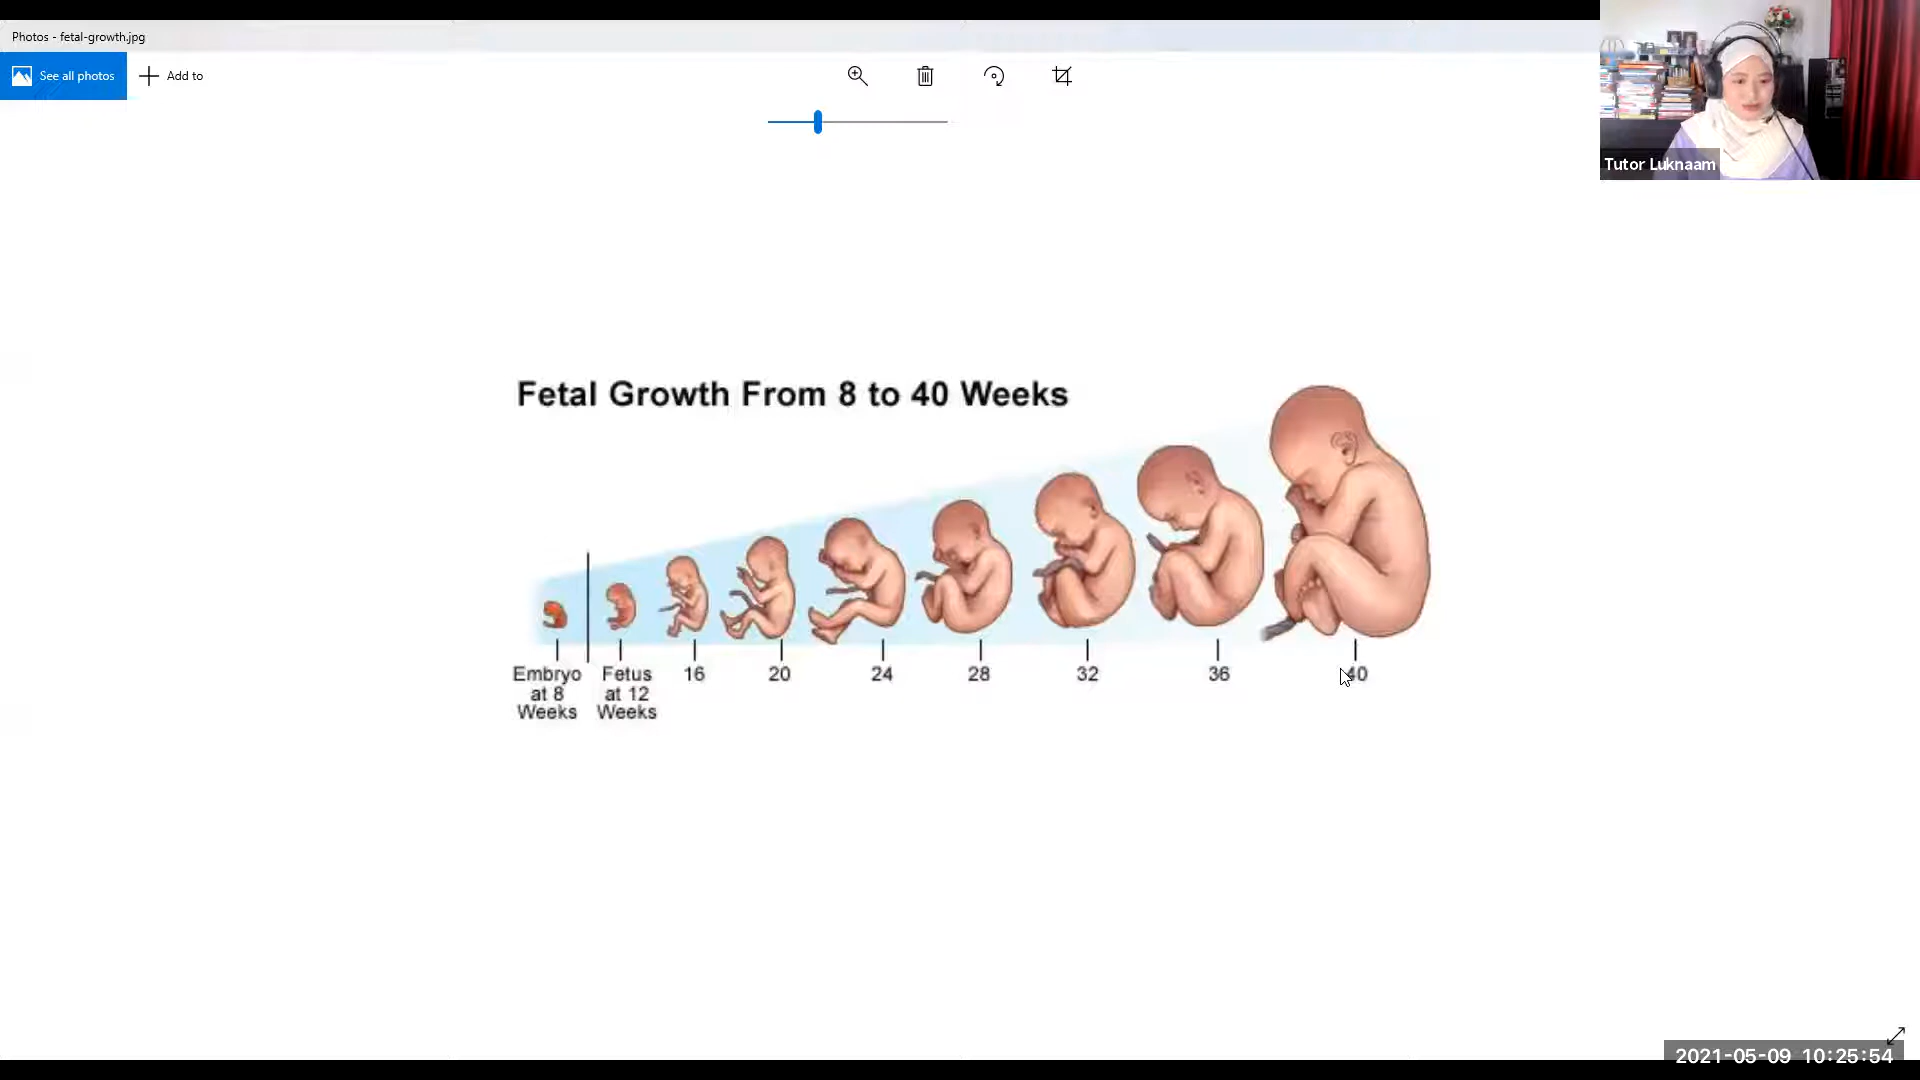 Photos - fetal-growth.jpg
See all photos
Add to
Tutor Luknaam
Fetal Growth From 8 to 40 Weeks
Embryo at 8 Weeks
Fetus at 12 Weeks
16
20
24
28
32
36
40
2021-05-09 10:25:54